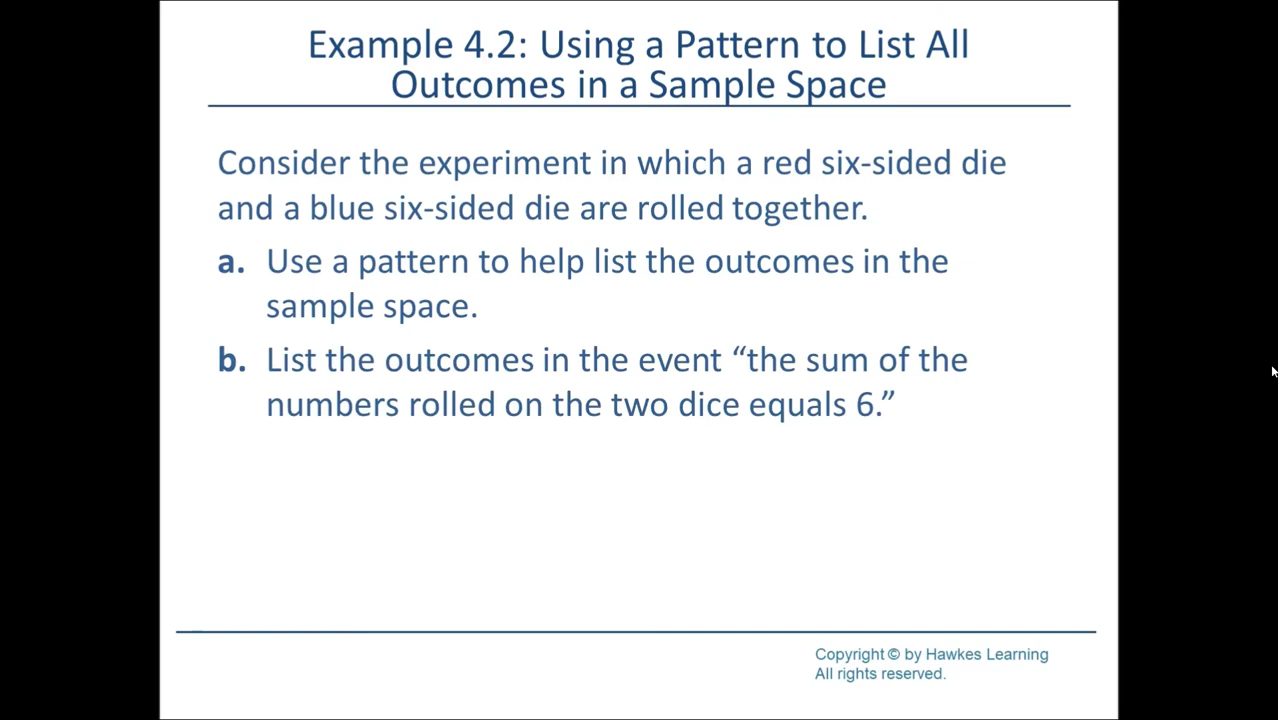 Example 4.2: Using a Pattern to List All
Outcomes in a Sample Space
Consider the experiment in which a red six-sided die
and a blue six-sided die are rolled together.
a. Use a pattern to help list the outcomes in the
sample space.
b. List the outcomes in the event “the sum of the
numbers rolled on the two dice equals 6.”
Copyright © by Hawkes Learning
All rights reserved.